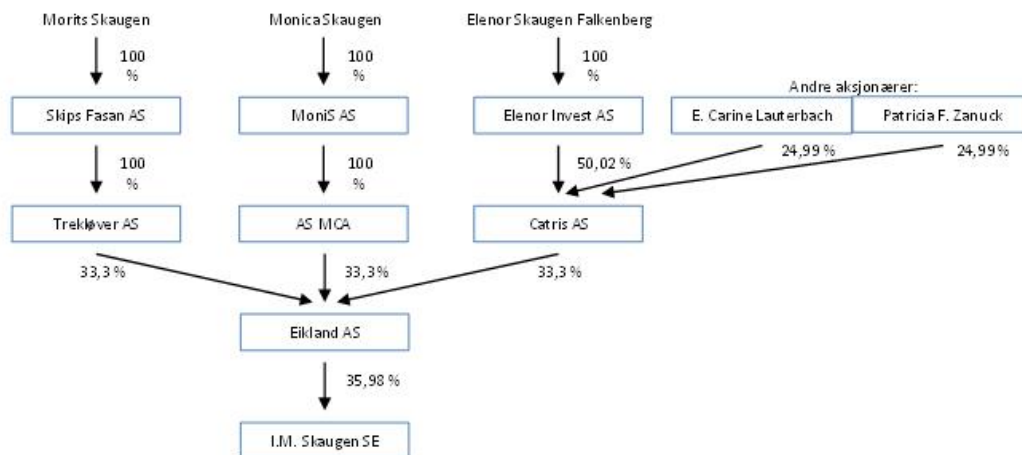 Morits Skaugen
Monica Skaugen
Elenor Skaugen Falkenberg
100
%
100
%
100
%
Andre aksjonærer:
Skips Fasan AS
MoniS AS
Elenor Invest AS
E. Carine Lauterbach
Patricia F. Zanuck
100
%
100
%
50,02 %
24,99 %
24,99 %
Trekløver AS
AS MCA
Catris AS
33,3 %
33,3 %
33,3 %
Eikland AS
35,98 %
I.M. Skaugen SE